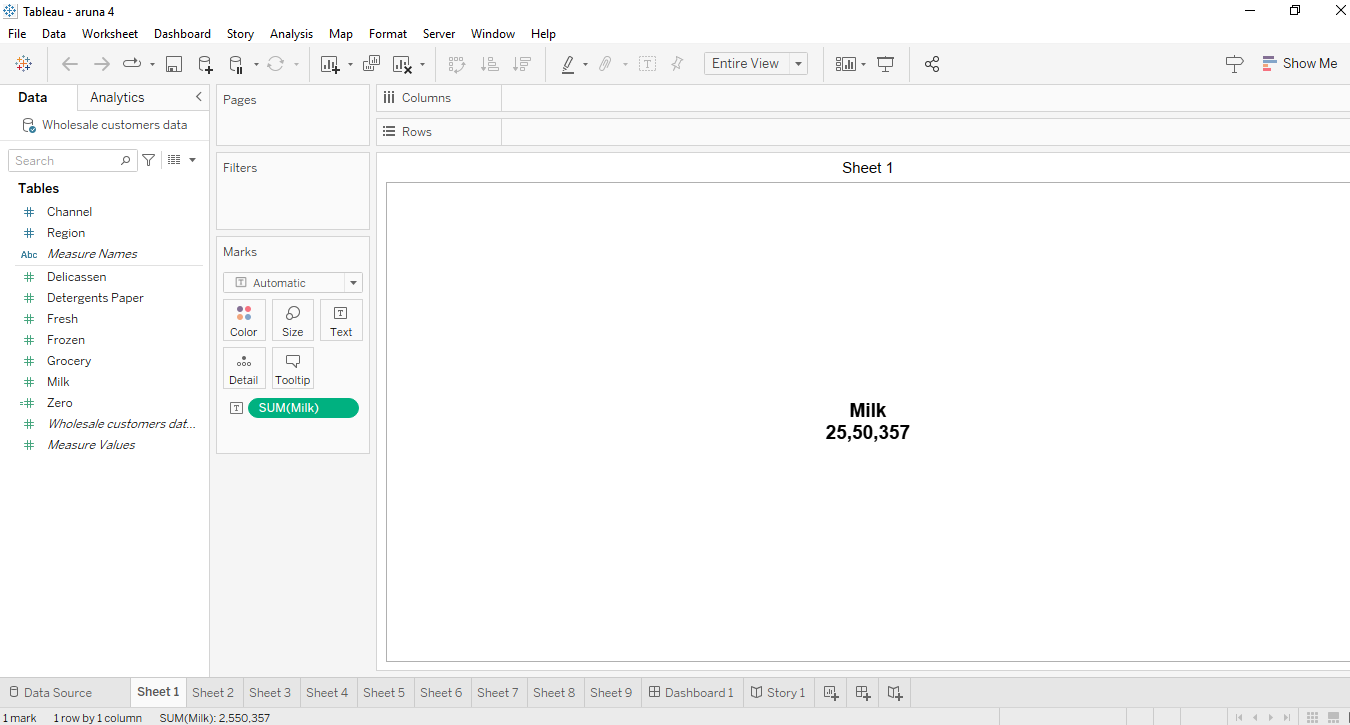 Tableau - aruna 4
File Data Worksheet Dashboard Story Analysis Map Format Server Window Help
Entire View
Show Me
Data Analytics
Wholesale customers data
Search
Tables
Channel
Region
Abc Measure Names
Delicassen
Detergents Paper
Fresh
Frozen
Grocery
Milk
Zero
Wholesale customers dat...
Measure Values
Pages
Filters
Marks
T Automatic
Color Size Text
Detail Tooltip
T SUM(Milk)
Columns
Rows
Sheet 1
Milk
25,50,357
Data Source Sheet 1 Sheet 2 Sheet 3 Sheet 4 Sheet 5 Sheet 6 Sheet 7 Sheet 8 Sheet 9 Dashboard 1 Story 1
1 mark 1 row by 1 column SUM(Milk): 2,550,357